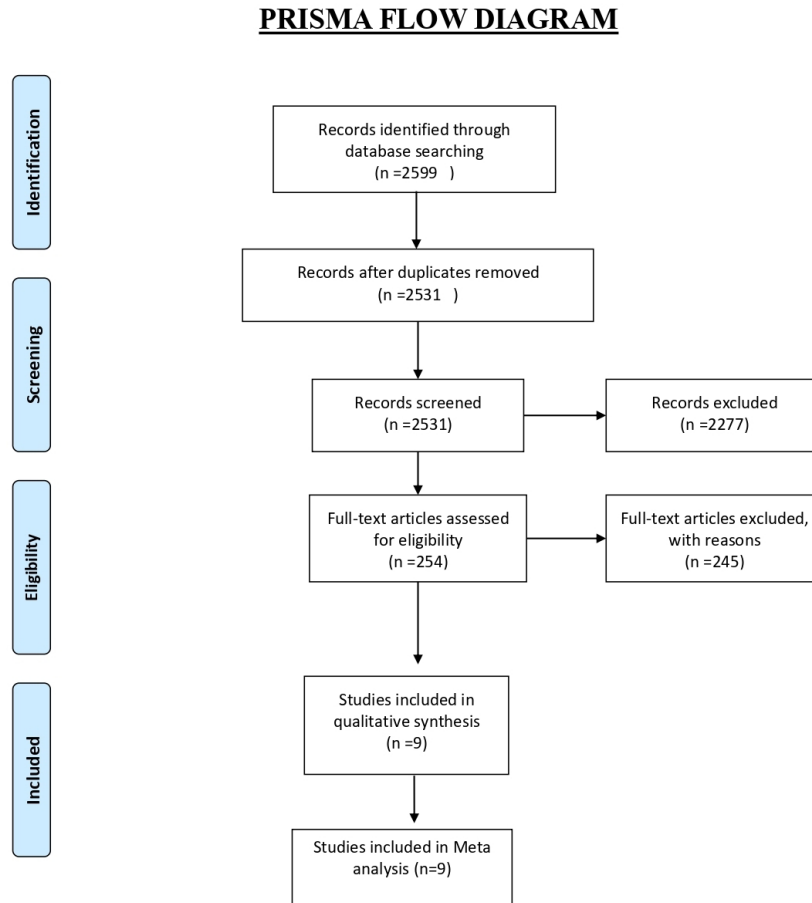 PRISMA FLOW DIAGRAM
Identification
Records identified through
database searching
(n =2599   )
Records after duplicates removed
(n =2531   )
Screening
Records screened
(n =2531)
Records excluded
(n =2277)
Eligibility
Full-text articles assessed
for eligibility
(n =254)
Full-text articles excluded,
with reasons
(n =245)
Included
Studies included in
qualitative synthesis
(n =9)
Studies included in Meta
analysis (n=9)